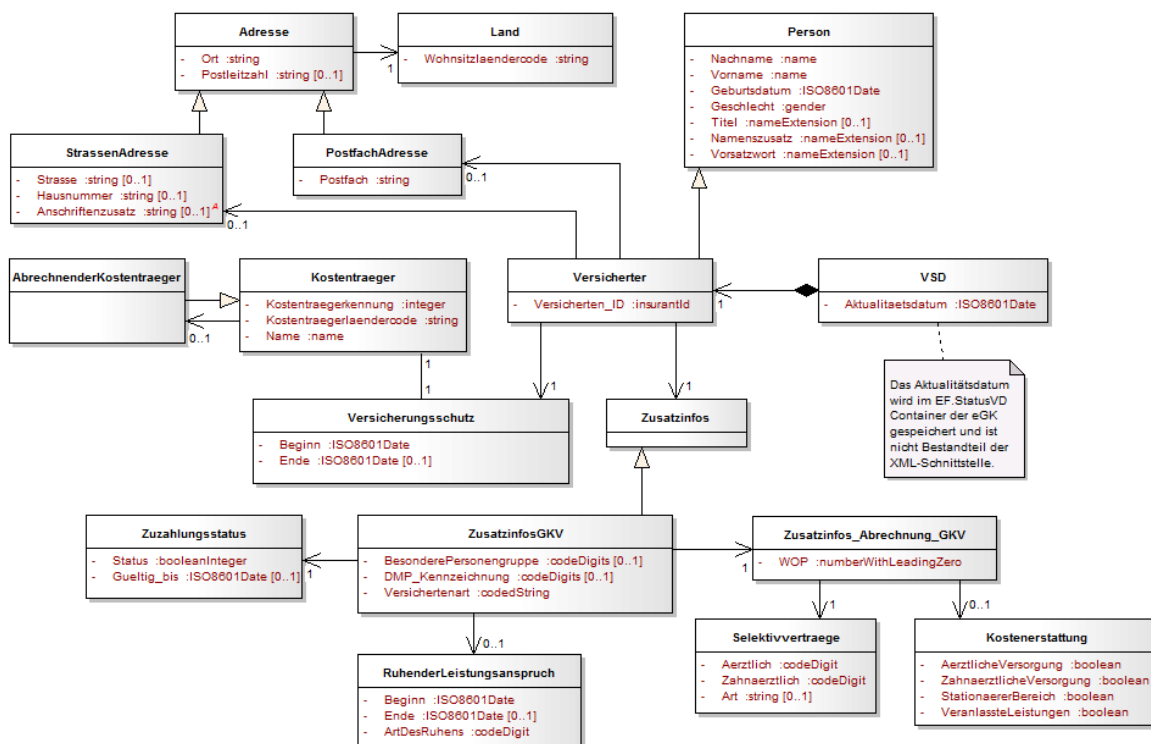 Adresse
- Ort :string
- Postleitzahl :string [0..1]
1
Land
- Wohnsitzlaendercode :string
Person
- Nachname :name
- Vorname :name
- Geburtsdatum :ISO8601Date
- Geschlecht :gender
- Titel :nameExtension [0..1]
- Namenszusatz :nameExtension [0..1]
- Vorsatzwort :nameExtension [0..1]
StrassenAdresse
- Strasse :string [0..1]
- Hausnummer :string [0..1]
- Anschriftenzusatz :string [0..1] A
0..1
PostfachAdresse
- Postfach :string
0..1
AbrechnenderKostentraeger
0..1
Kostentraeger
- Kostentraegerkennung :integer
- Kostentraegerlaendercode :string
- Name :name
1
1
Versicherter
- Versicherten_ID :insurantId
1
VSD
- Aktualitaetsdatum :ISO8601Date
Das Aktualitätsdatum
wird im EF.StatusVD
Container der eGK
gespeichert und ist
nicht Bestandteil der
XML-Schnittstelle.
1
1
Versicherungsschutz
- Beginn :ISO8601Date
- Ende :ISO8601Date [0..1]
Zusatzinfos
Zuzahlungsstatus
- Status :booleanInteger
- Gueltig_bis :ISO8601Date [0..1]
1
ZusatzinfosGKV
- BesonderePersonengruppe :codeDigits [0..1]
- DMP_Kennzeichnung :codeDigits [0..1]
- Versichertenart :codedString
1
Zusatzinfos_Abrechnung_GKV
- WOP :numberWithLeadingZero
0..1
1
0..1
RuhenderLeistungsanspruch
- Beginn :ISO8601Date
- Ende :ISO8601Date [0..1]
- ArtDesRuhens :codeDigit
Selektivvertraege
- Aerztlich :codeDigit
- Zahnaerztlich :codeDigit
- Art :string [0..1]
Kostenerstattung
- AerztlicheVersorgung :boolean
- ZahnaerztlicheVersorgung :boolean
- StationaererBereich :boolean
- VeranlassteLeistungen :boolean